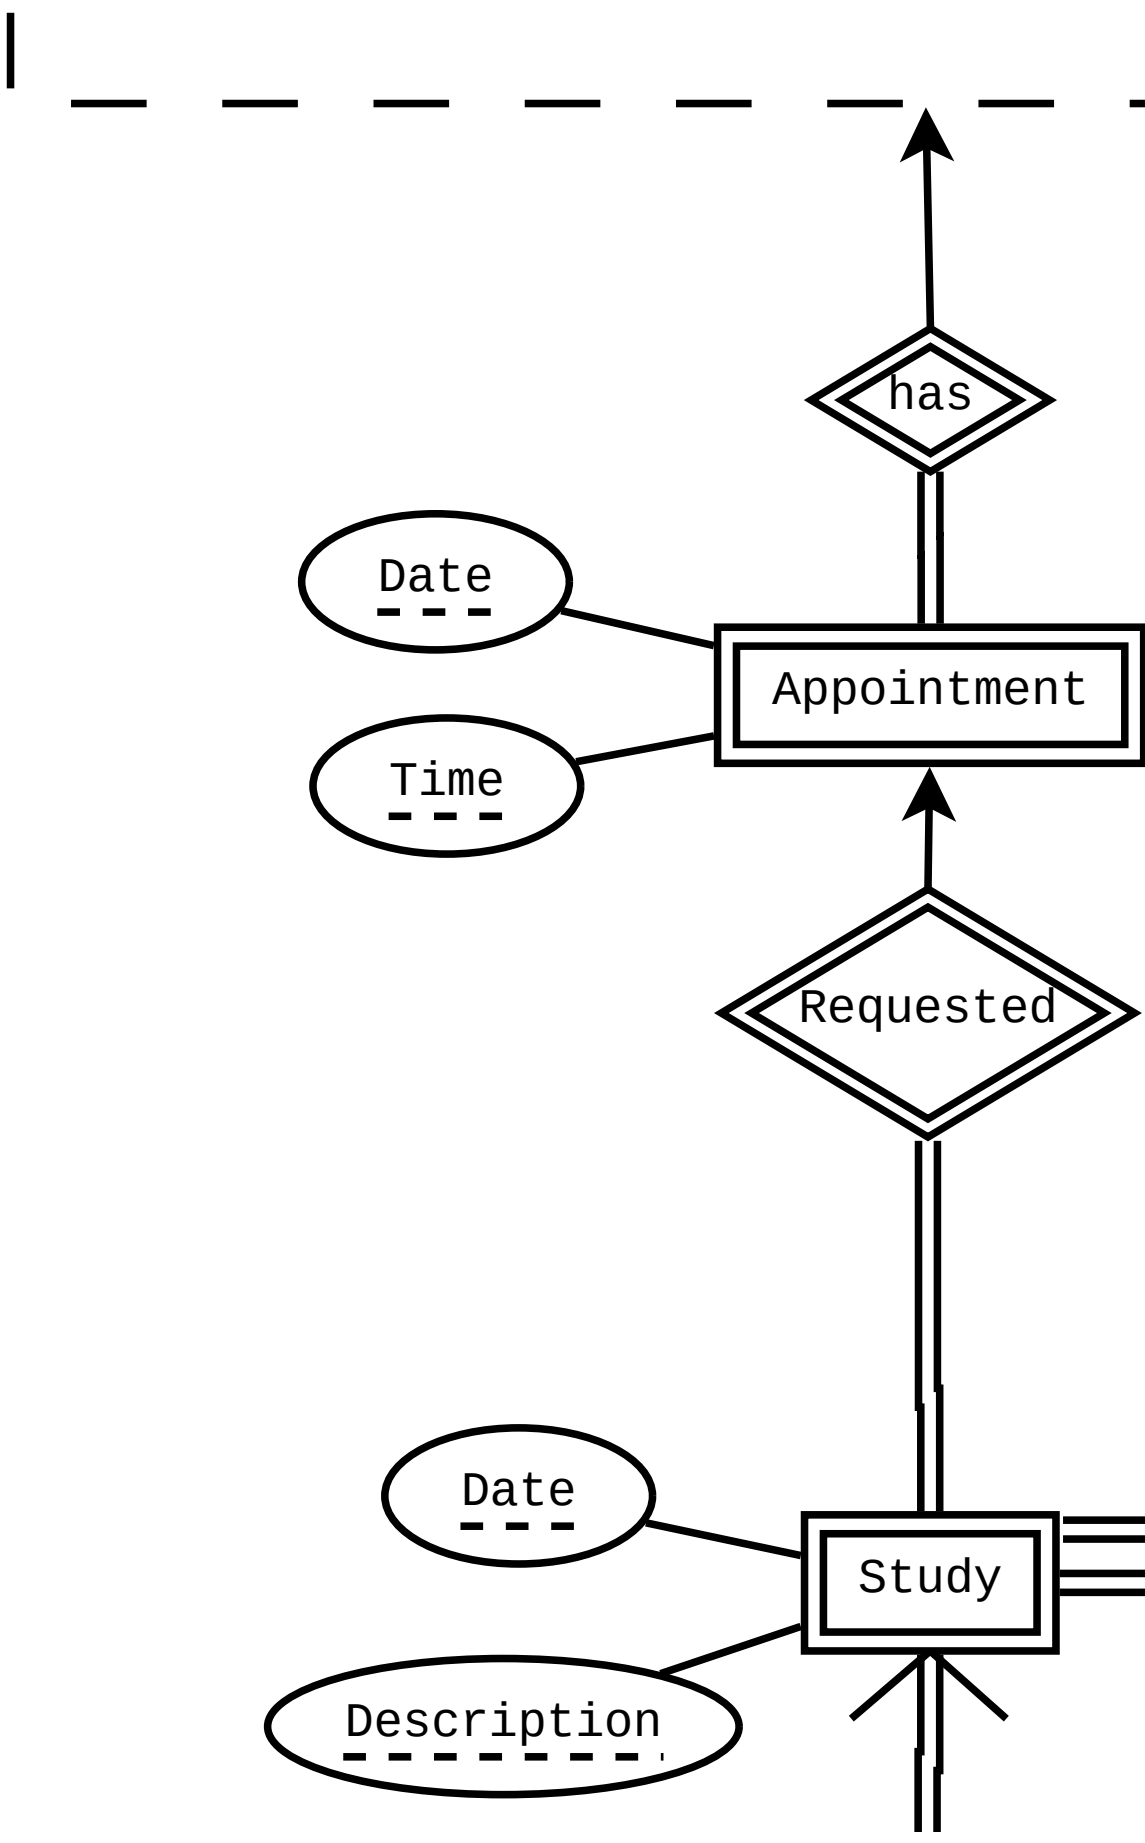 has
Date
Appointment
Time
Requested
Date
Study
Description